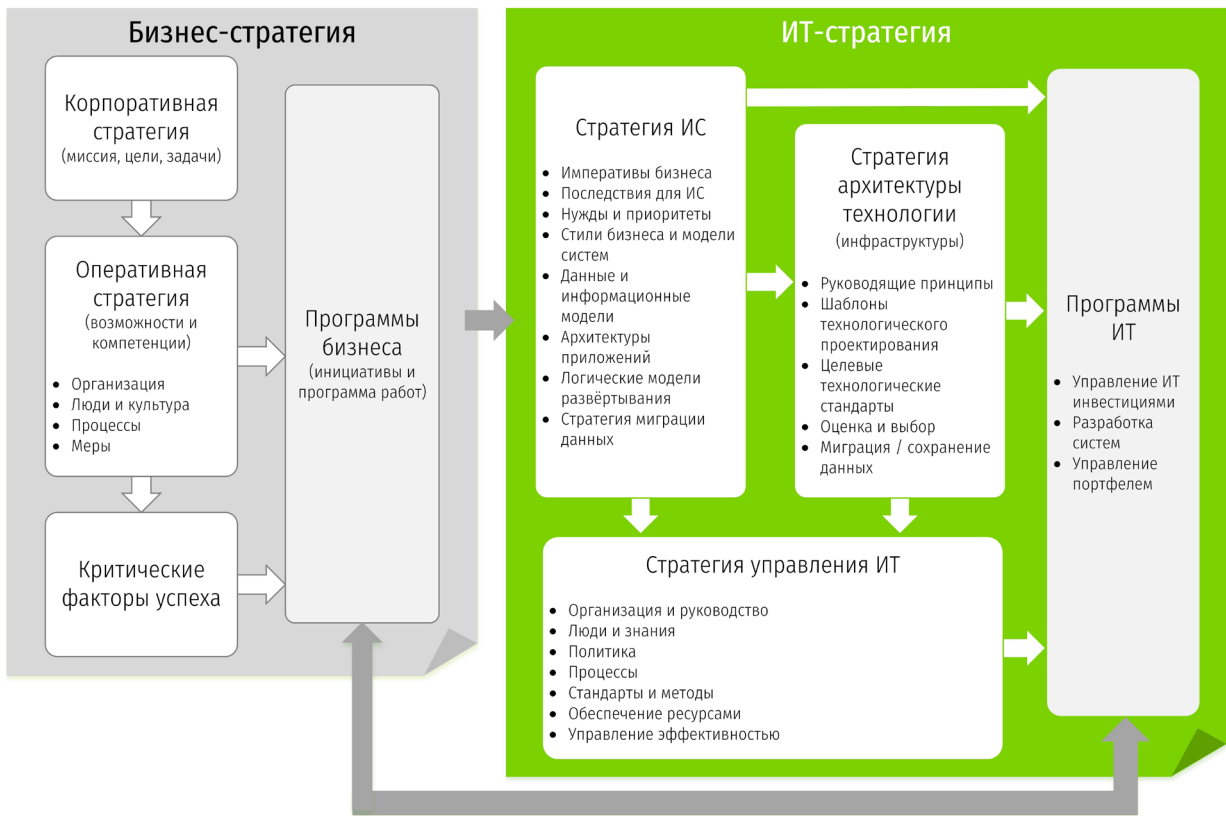 Бизнес-стратегия
Корпоративная
стратегия
(миссия, цели, задачи)
Оперативная
стратегия
(возможности и
компетенции)
• Организация
• Люди и культура
• Процессы
• Меры
Критические
факторы успеха
Программы
бизнеса
(инициативы и
программа работ)
ИТ-стратегия
Стратегия ИС
• Императивы бизнеса
• Последствия для ИС
• Нужды и приоритеты
• Стили бизнеса и модели
систем
• Данные и
информационные
модели
• Архитектуры
приложений
• Логические модели
развёртывания
• Стратегия миграции
данных
Стратегия
архитектуры
технологии
(инфраструктуры)
• Руководящие принципы
• Шаблоны
технологического
проектирования
• Целевые
технологические
стандарты
• Оценка и выбор
• Миграция / сохранение
данных
Стратегия управления ИТ
• Организация и руководство
• Люди и знания
• Политика
• Процессы
• Стандарты и методы
• Обеспечение ресурсами
• Управление эффективностью
Программы
ИТ
• Управление ИТ
инвестициями
• Разработка
систем
• Управление
портфелем